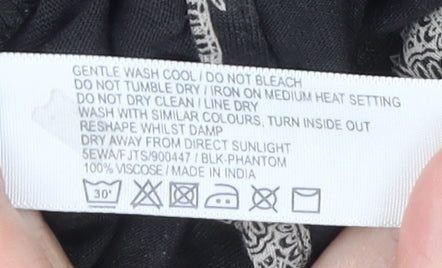 GENTLE WASH COOL / DO NOT BLEACH
DO NOT TUMBLE DRY / IRON ON MEDIUM HEAT SETTING
DO NOT DRY CLEAN / LINE DRY
WASH WITH SIMILAR COLOURS, TURN INSIDE OUT
RESHAPE WHILST DAMP
DRY AWAY FROM DIRECT SUNLIGHT
5EWA/FJTS/900447 / BLK-PHANTOM
100% VISCOSE / MADE IN INDIA
30°